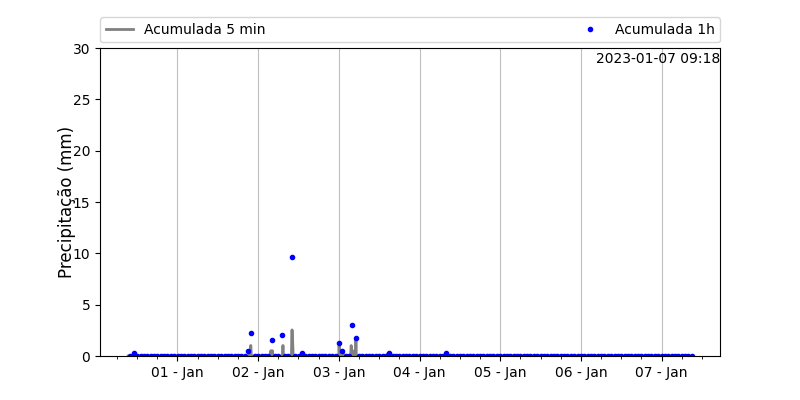 Acumulada 5 min
Acumulada 1h
2023-01-07 09:18
Precipitação (mm)
30
25
20
15
10
5
0
01 - Jan
02 - Jan
03 - Jan
04 - Jan
05 - Jan
06 - Jan
07 - Jan